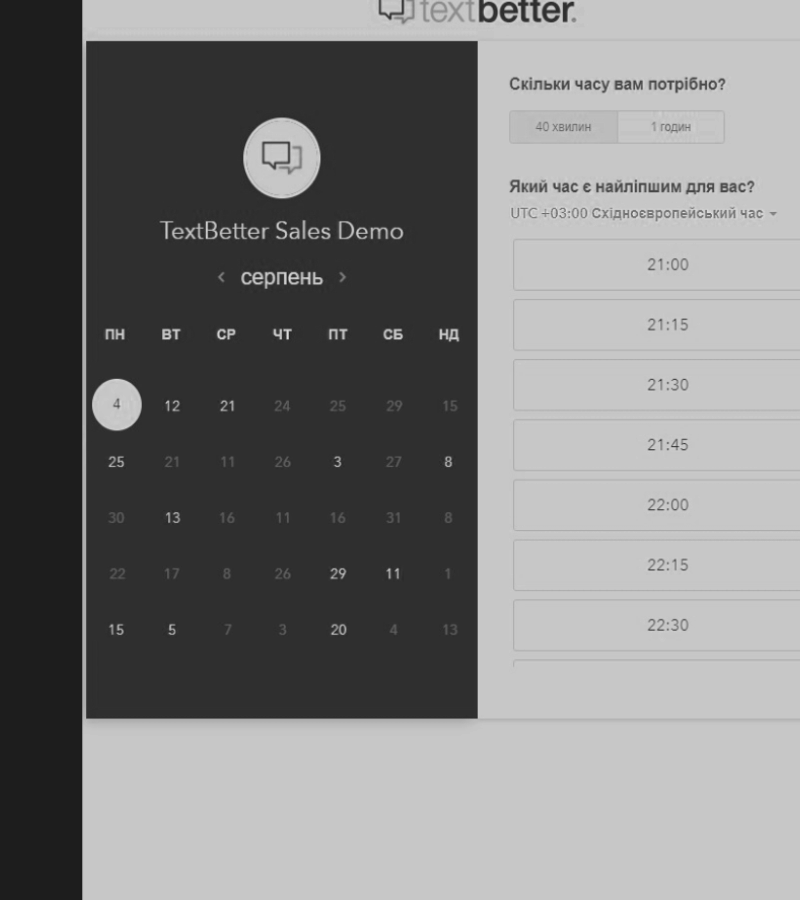 textbetter.
TextBetter Sales Demo
серпень
ПН ВТ СР ЧТ ПТ СБ НД
4 12 21 24 25 29 15
25 21 11 26 3 27 8
30 13 16 11 16 31 8
22 17 8 26 29 11 1
15 5 7 3 20 4 13
Скільки часу вам потрібно?
40 хвилин 1 годин
Який час є найліпшим для вас?
UTC +03:00 Східноєвропейський час
21:00
21:15
21:30
21:45
22:00
22:15
22:30